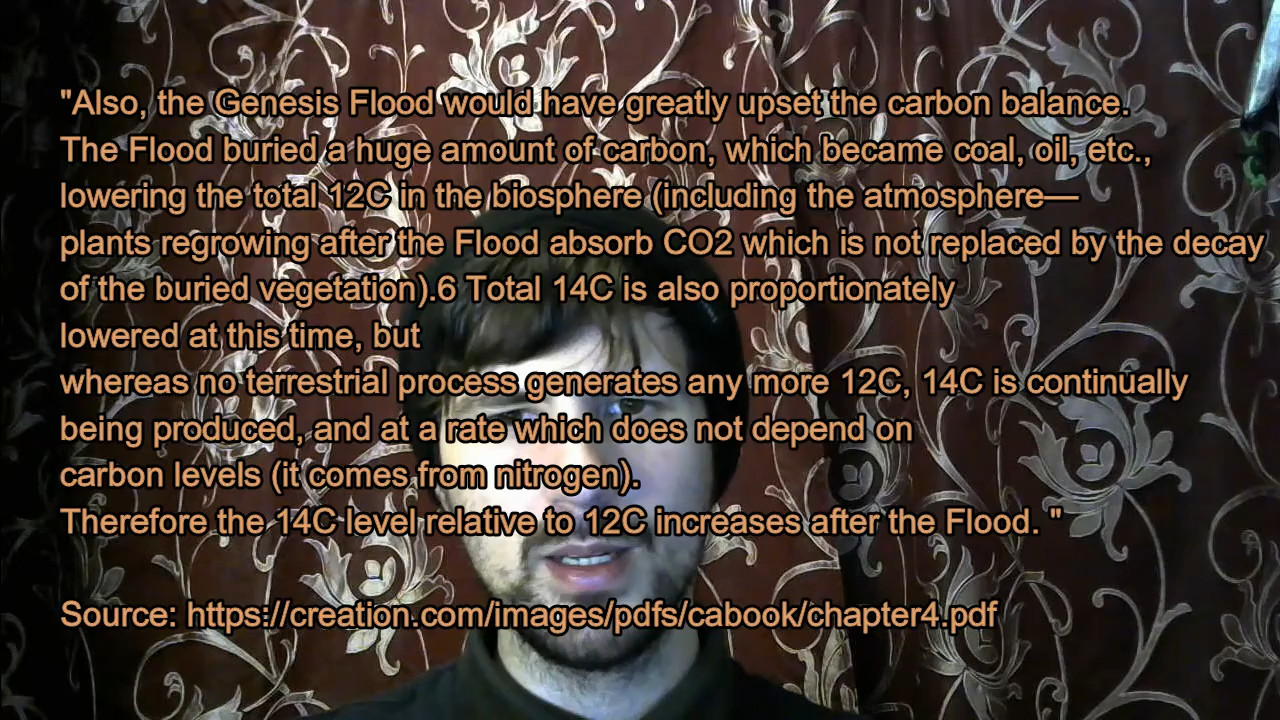 "Also, the Genesis Flood would have greatly upset the carbon balance.
The Flood buried a huge amount of carbon, which became coal, oil, etc.,
lowering the total 12C in the biosphere (including the atmosphere—
plants regrowing after the Flood absorb CO2 which is not replaced by the decay
of the buried vegetation).6 Total 14C is also proportionately
lowered at this time, but
whereas no terrestrial process generates any more 12C, 14C is continually
being produced, and at a rate which does not depend on
carbon levels (it comes from nitrogen).
Therefore the 14C level relative to 12C increases after the Flood. "
Source: https://creation.com/images/pdfs/cabook/chapter4.pdf